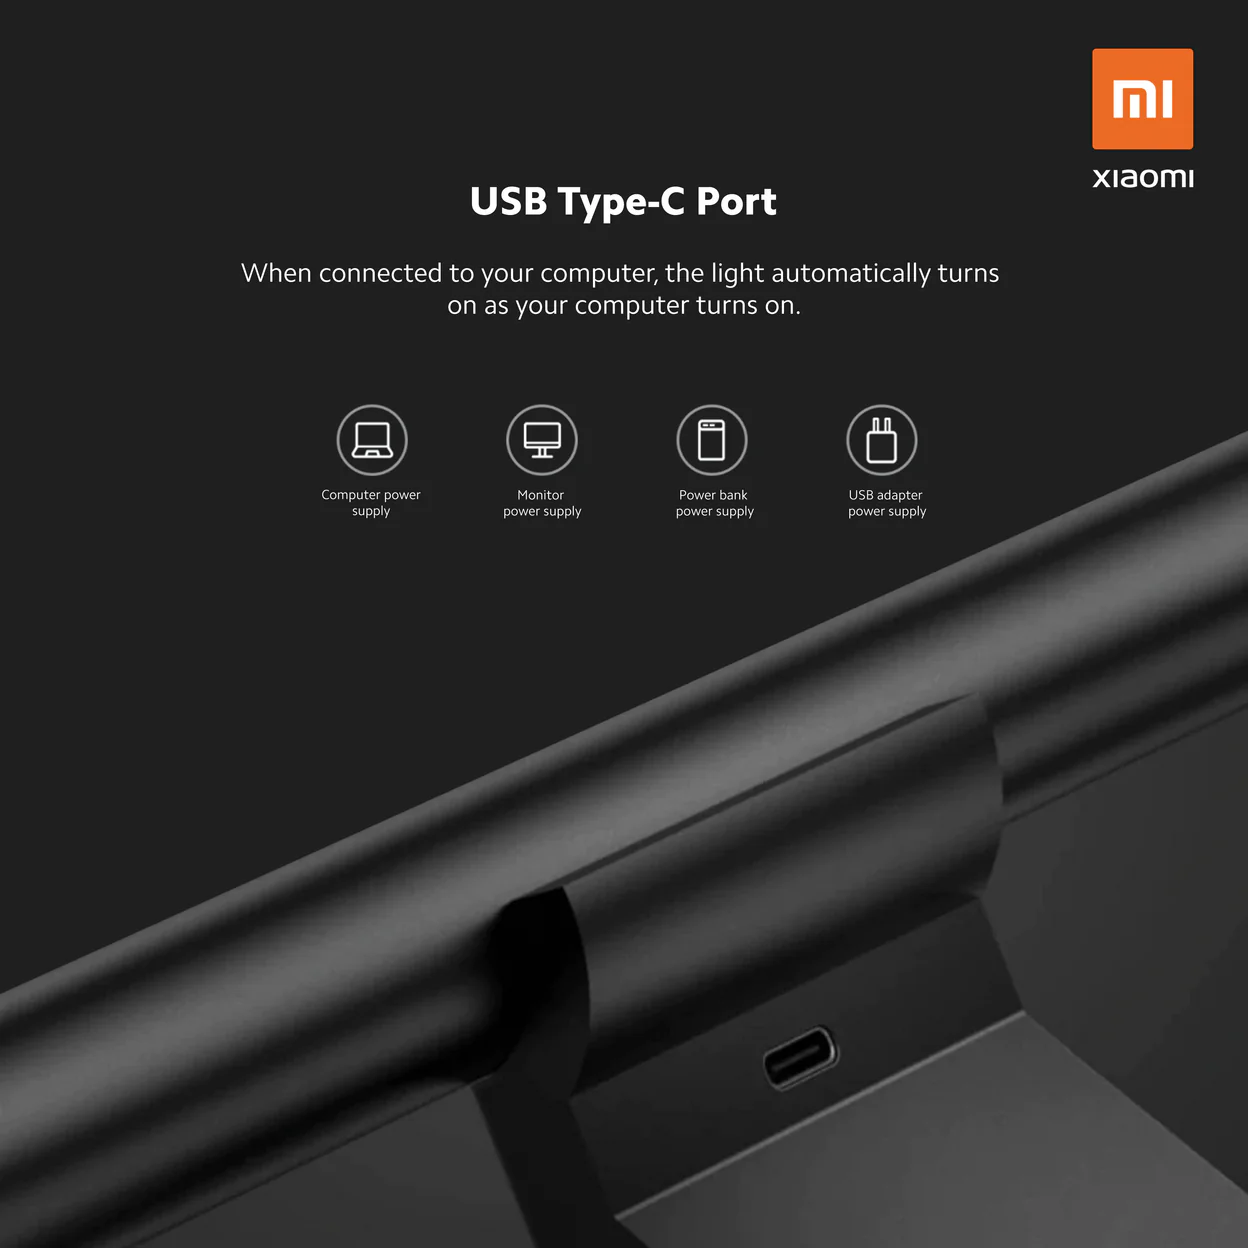 mi
xiaomi
USB Type-C Port
When connected to your computer, the light automatically turns
on as your computer turns on.
Computer power
supply
Monitor
power supply
Power bank
power supply
USB adapter
power supply